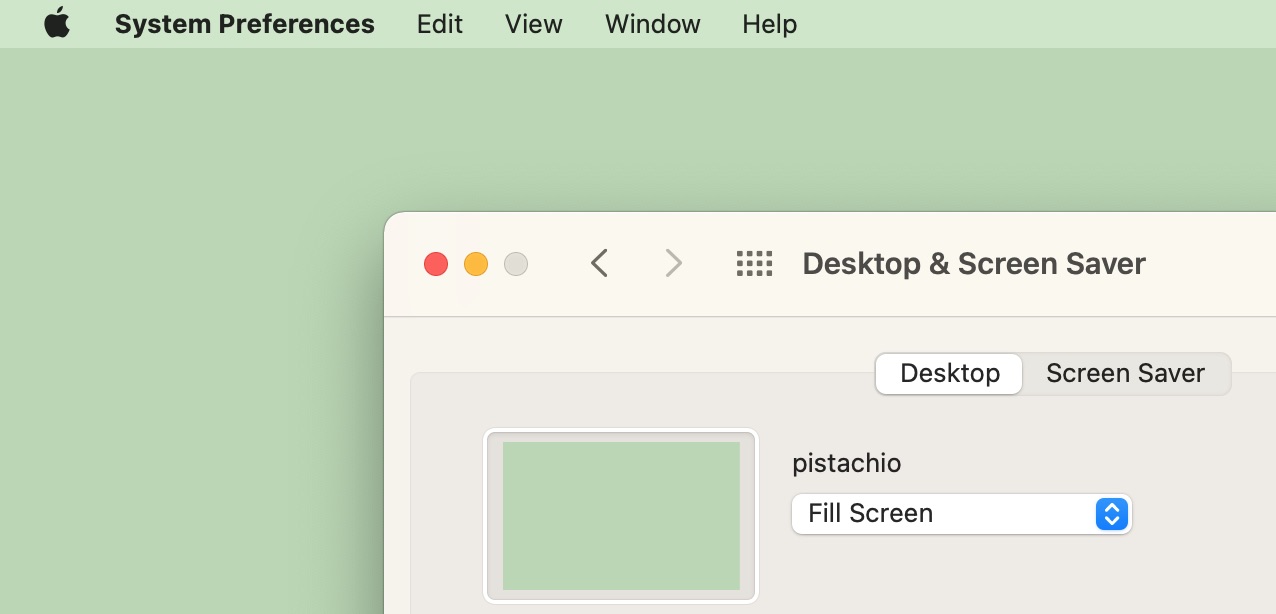 System Preferences Edit View Window Help
Desktop & Screen Saver
Desktop Screen Saver
pistachio
Fill Screen